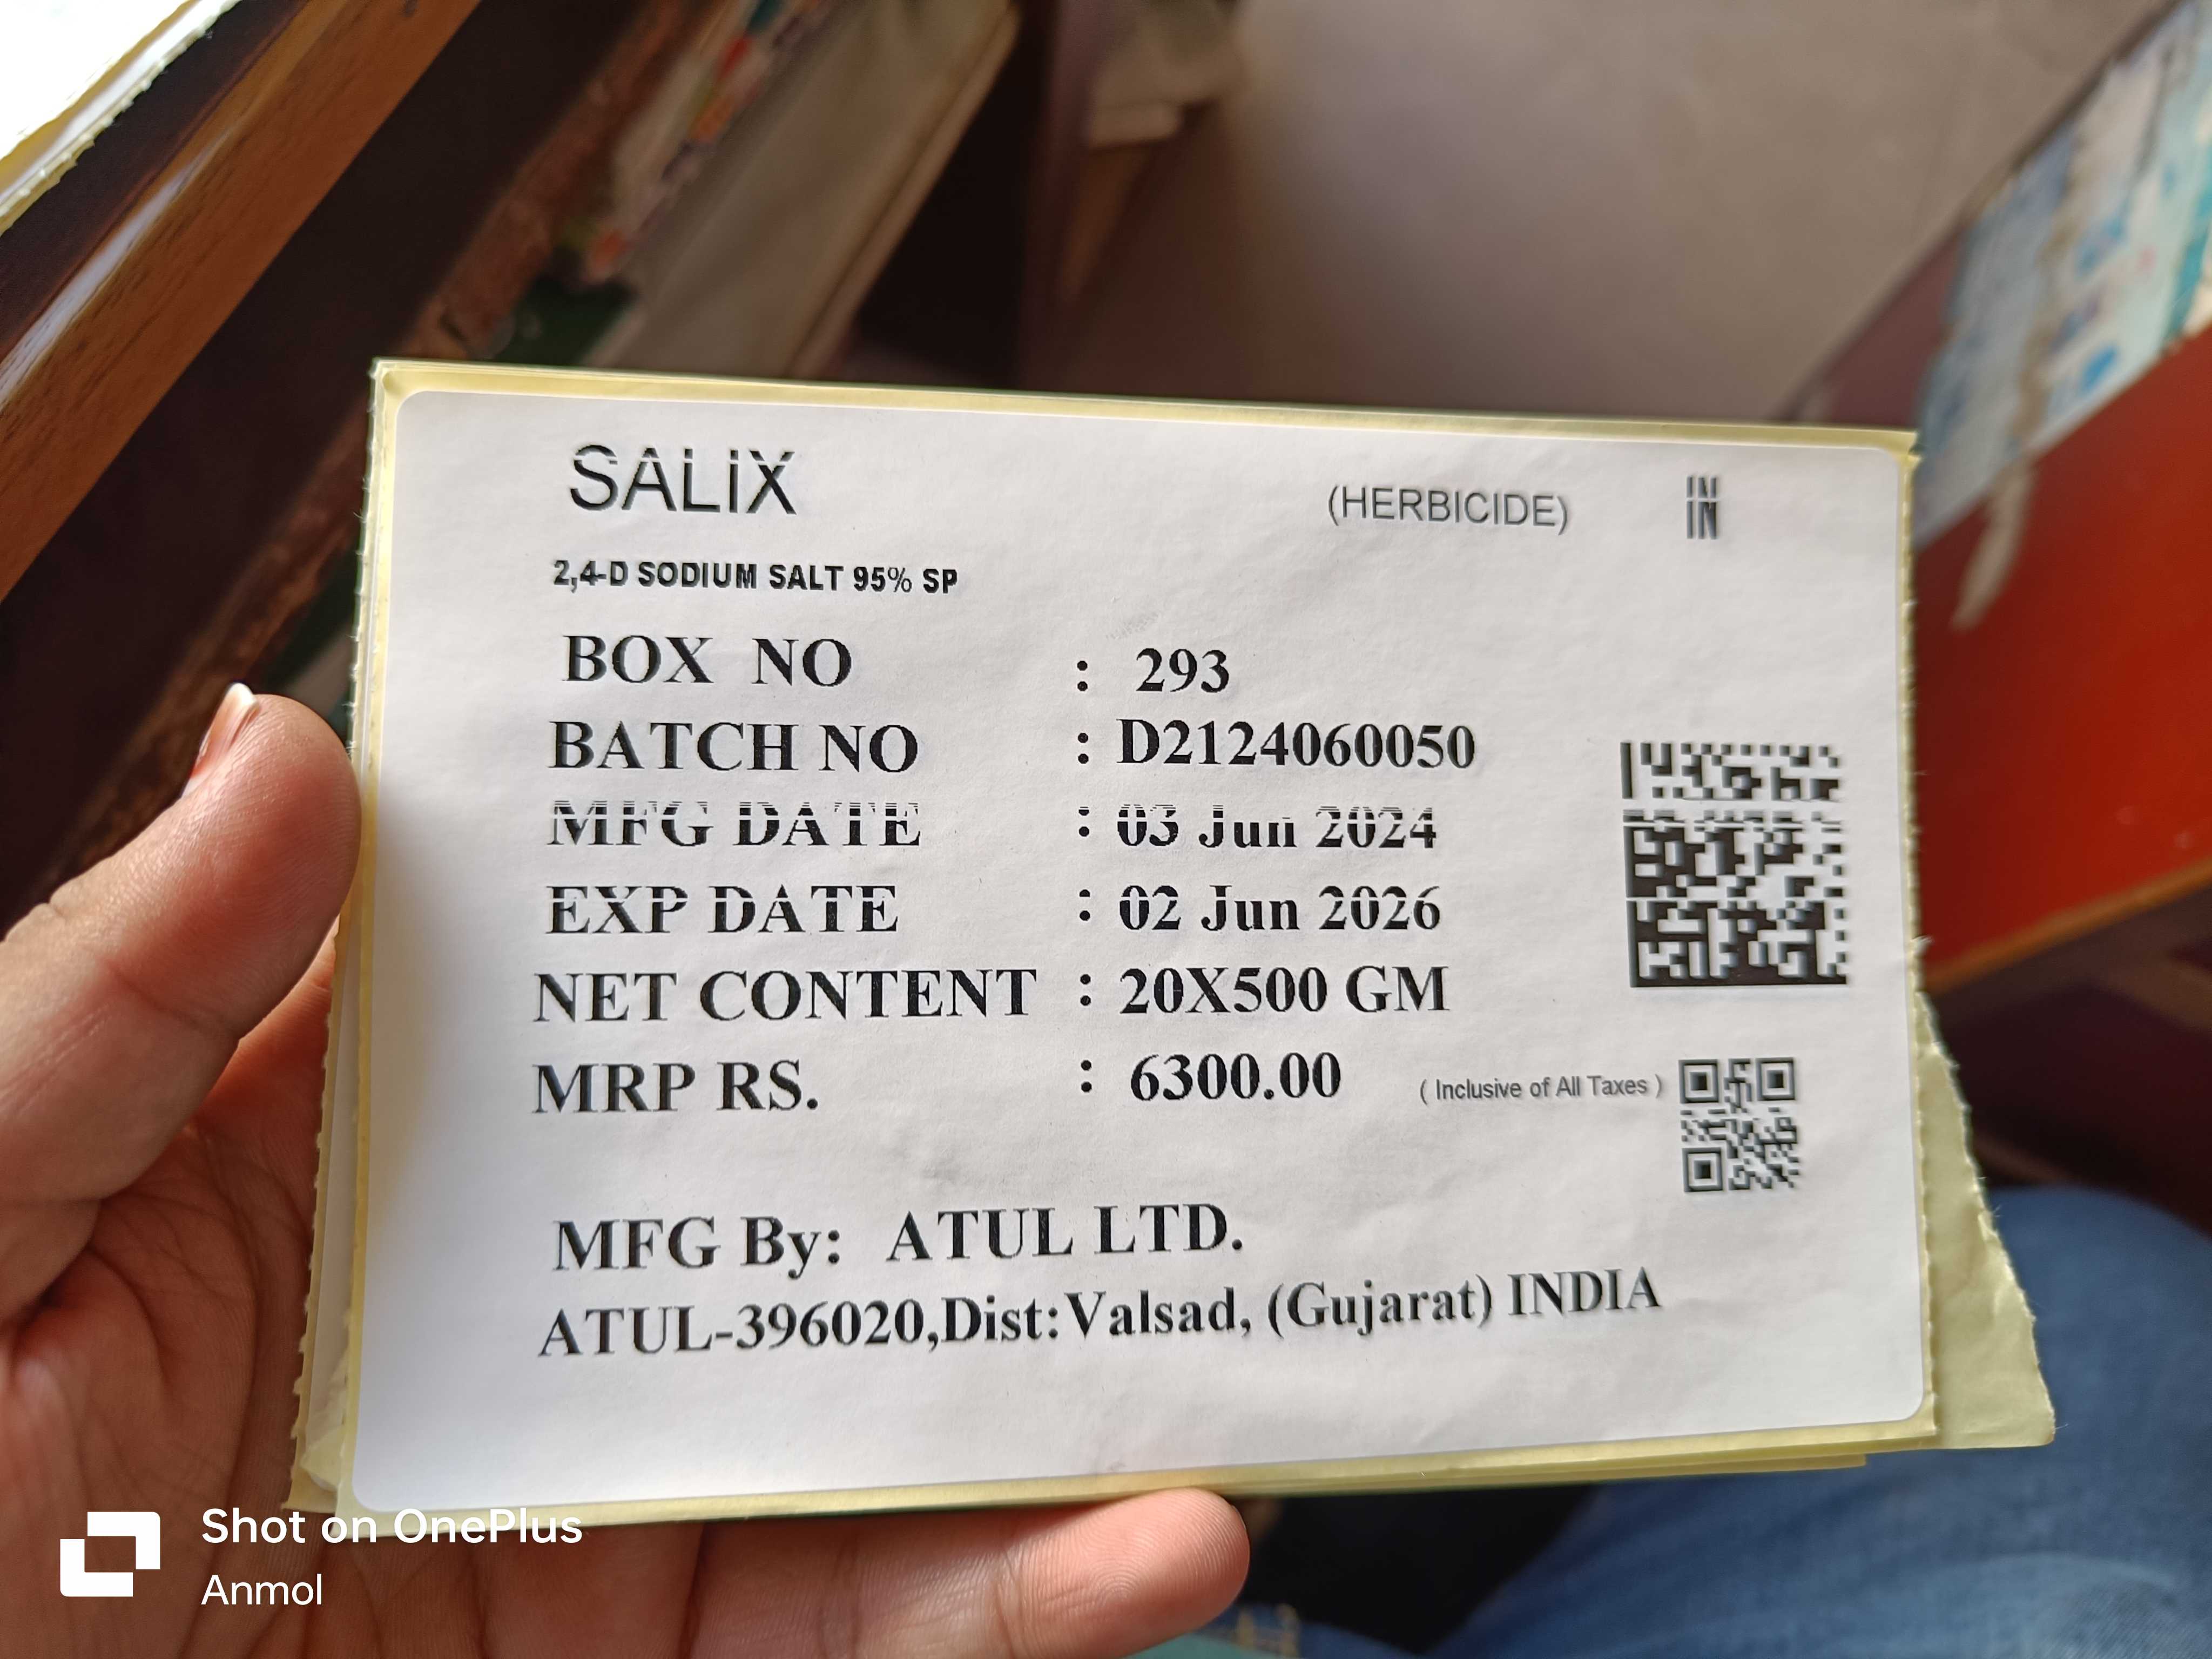 SALIX (HERBICIDE) IN
2,4-D SODIUM SALT 95% SP
BOX NO : 293
BATCH NO : D2124060050
MFG DATE : 03 Jun 2024
EXP DATE : 02 Jun 2026
NET CONTENT : 20X500 GM
MRP RS. : 6300.00 ( Inclusive of All Taxes )
MFG By: ATUL LTD.
ATUL-396020,Dist:Valsad, (Gujarat) INDIA
Shot on OnePlus
Anmol